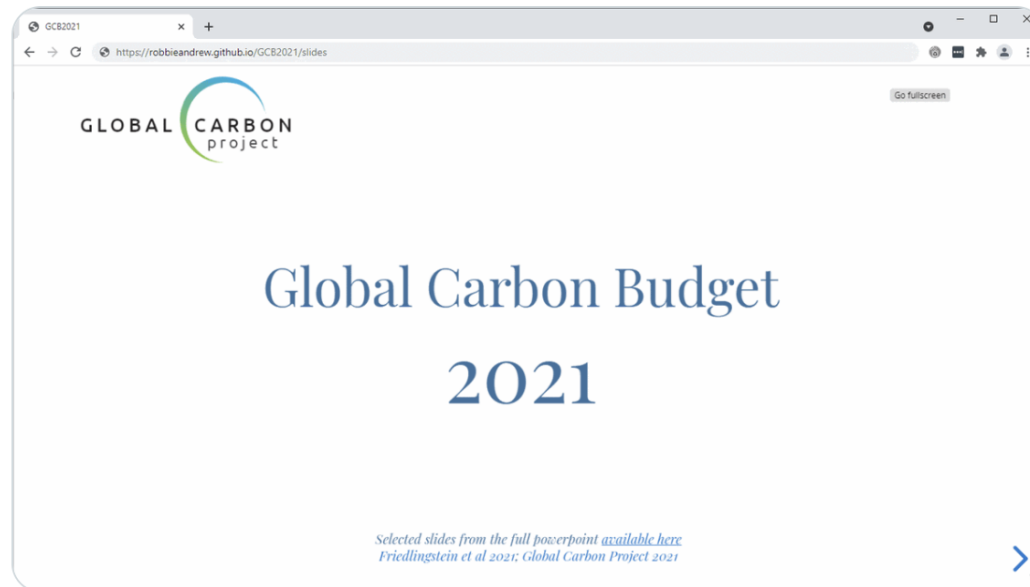 GCB2021
https://robbieandrew.github.io/GCB2021/slides
Go fullscreen
GLOBAL CARBON
project
Global Carbon Budget
2021
Selected slides from the full powerpoint available here
Friedlingstein et al 2021; Global Carbon Project 2021